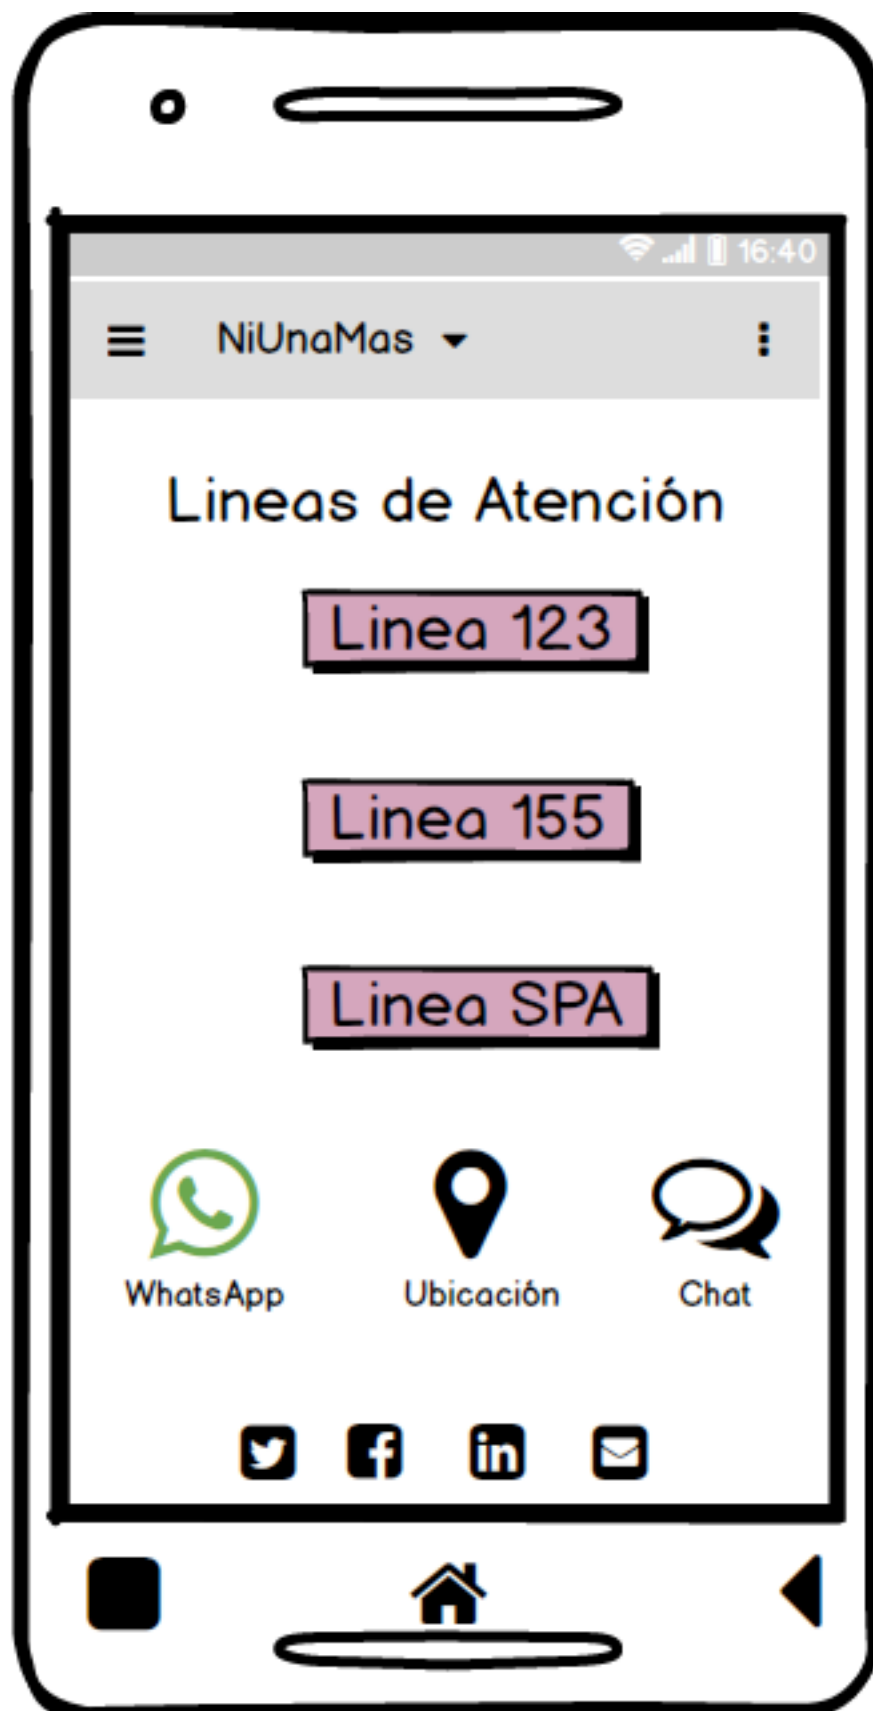 16:40
NiUnaMas
Lineas de Atención
Linea 123
Linea 155
Linea SPA
WhatsApp Ubicación Chat